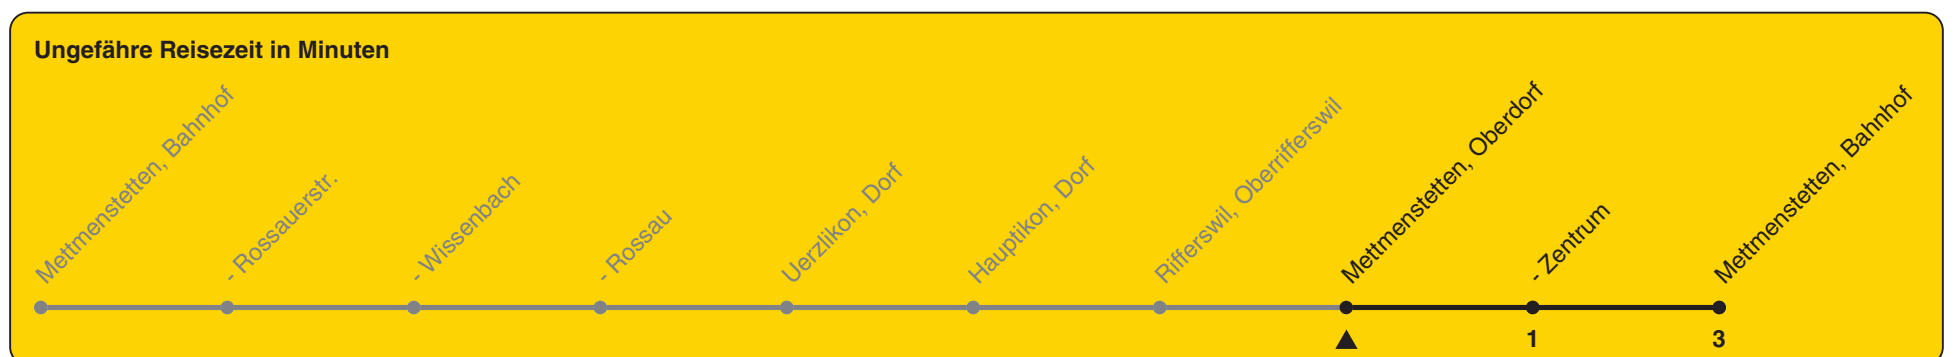 Ungefähre Reisezeit in Minuten
Mettmenstetten, Bahnhof
- Rossauerstr.
- Wissenbach
- Rossau
Uerzlikon, Dorf
Hauptikon, Dorf
Rifferswil, Oberrifferswil
Mettmenstetten, Oberdorf
- Zentrum
Mettmenstetten, Bahnhof
1
3